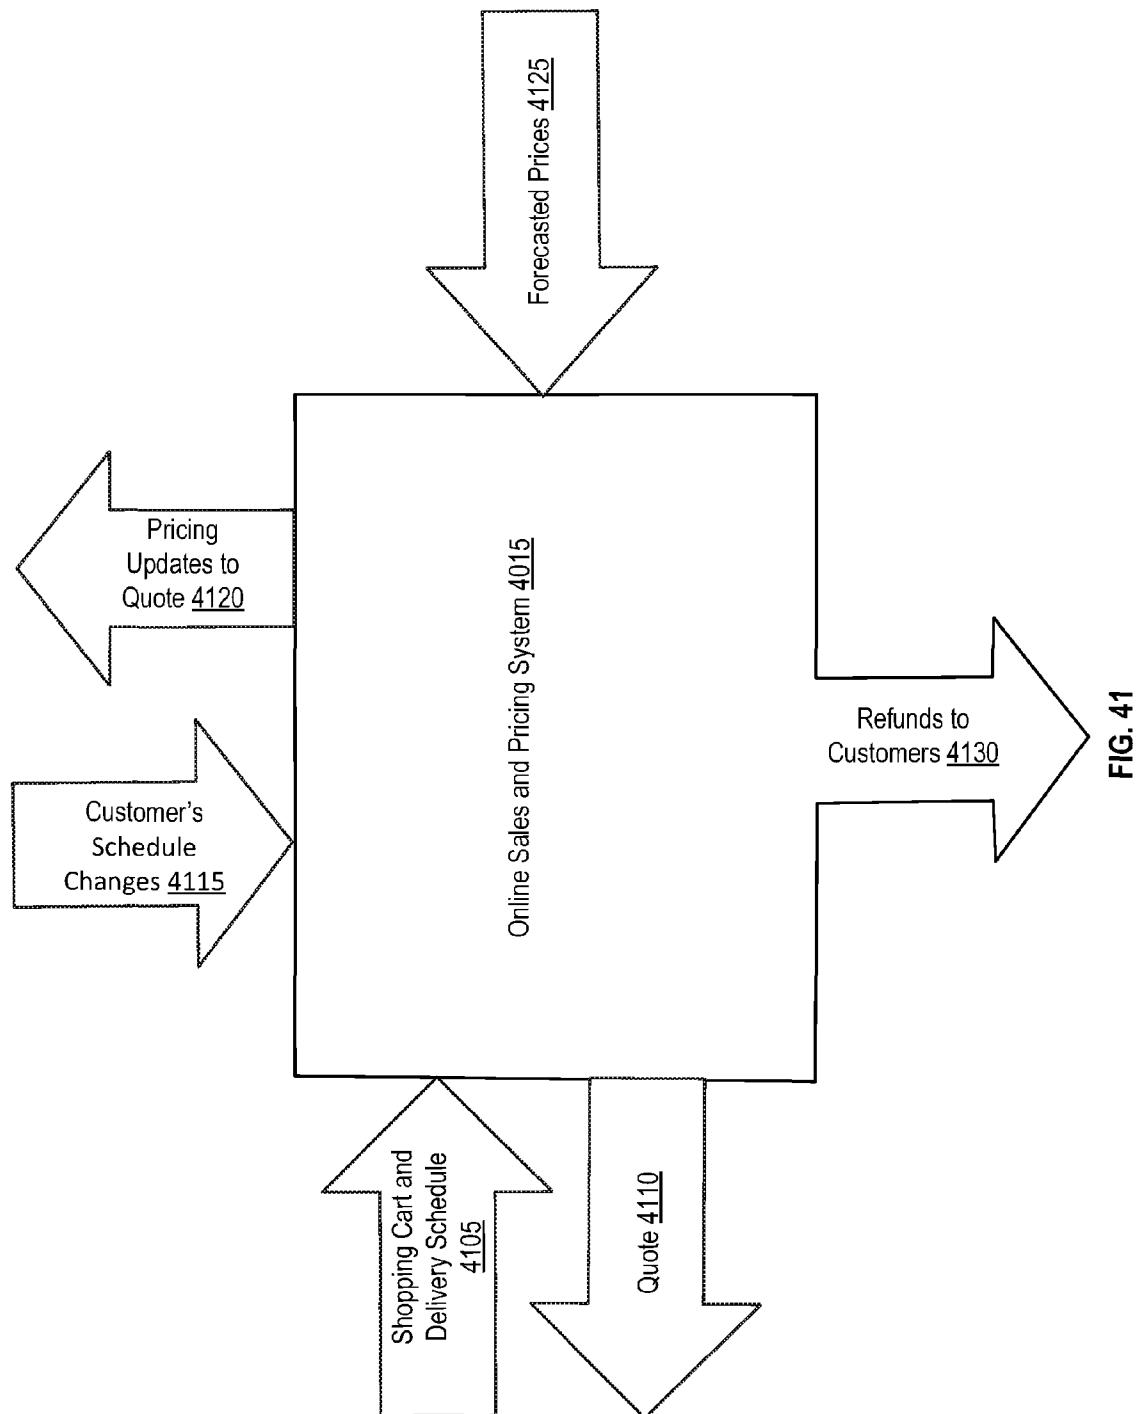 Pricing
Updates to
Quote 4120
Customer's
Schedule
Changes 4115
Forecasted Prices 4125
Online Sales and Pricing System 4015
Shopping Cart and
Delivery Schedule
4105
Quote 4110
Refunds to
Customers 4130
FIG. 41